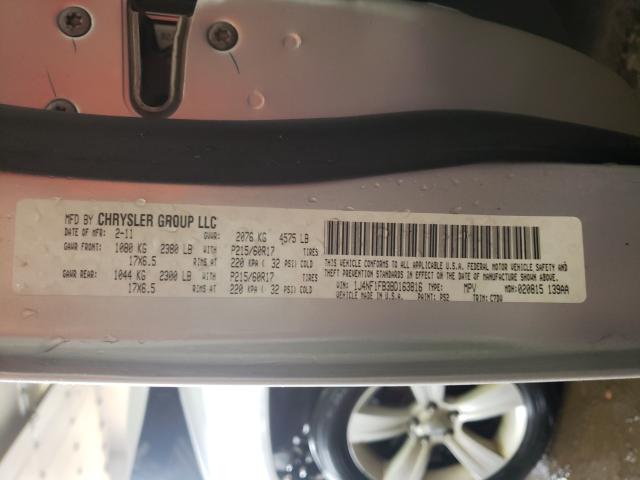 MFD BY CHRYSLER GROUP LLC
DATE OF MFR: 2-11 GVWR: 2076 KG 4575 LB
GAWR FRONT: 1080 KG 2380 LB WITH P215/60R17 TIRES
17X6.5 RIMS AT 220 KPA ( 32 PSI) COLD
GAWR REAR: 1044 KG 2300 LB WITH P215/60R17 TIRES
17X6.5 RIMS AT 220 KPA ( 32 PSI) COLD
THIS VEHICLE CONFORMS TO ALL APPLICABLE U.S.A. FEDERAL MOTOR VEHICLE SAFETY AND
THEFT PREVENTION STANDARDS IN EFFECT ON THE DATE OF MANUFACTURE SHOWN ABOVE.
VIN: 1J4NF1FB3BD163816 TYPE: MPV MDH: 020815 139AA
VEHICLE MADE IN U.S.A. PAINT: PS2 TRIM: C7DV